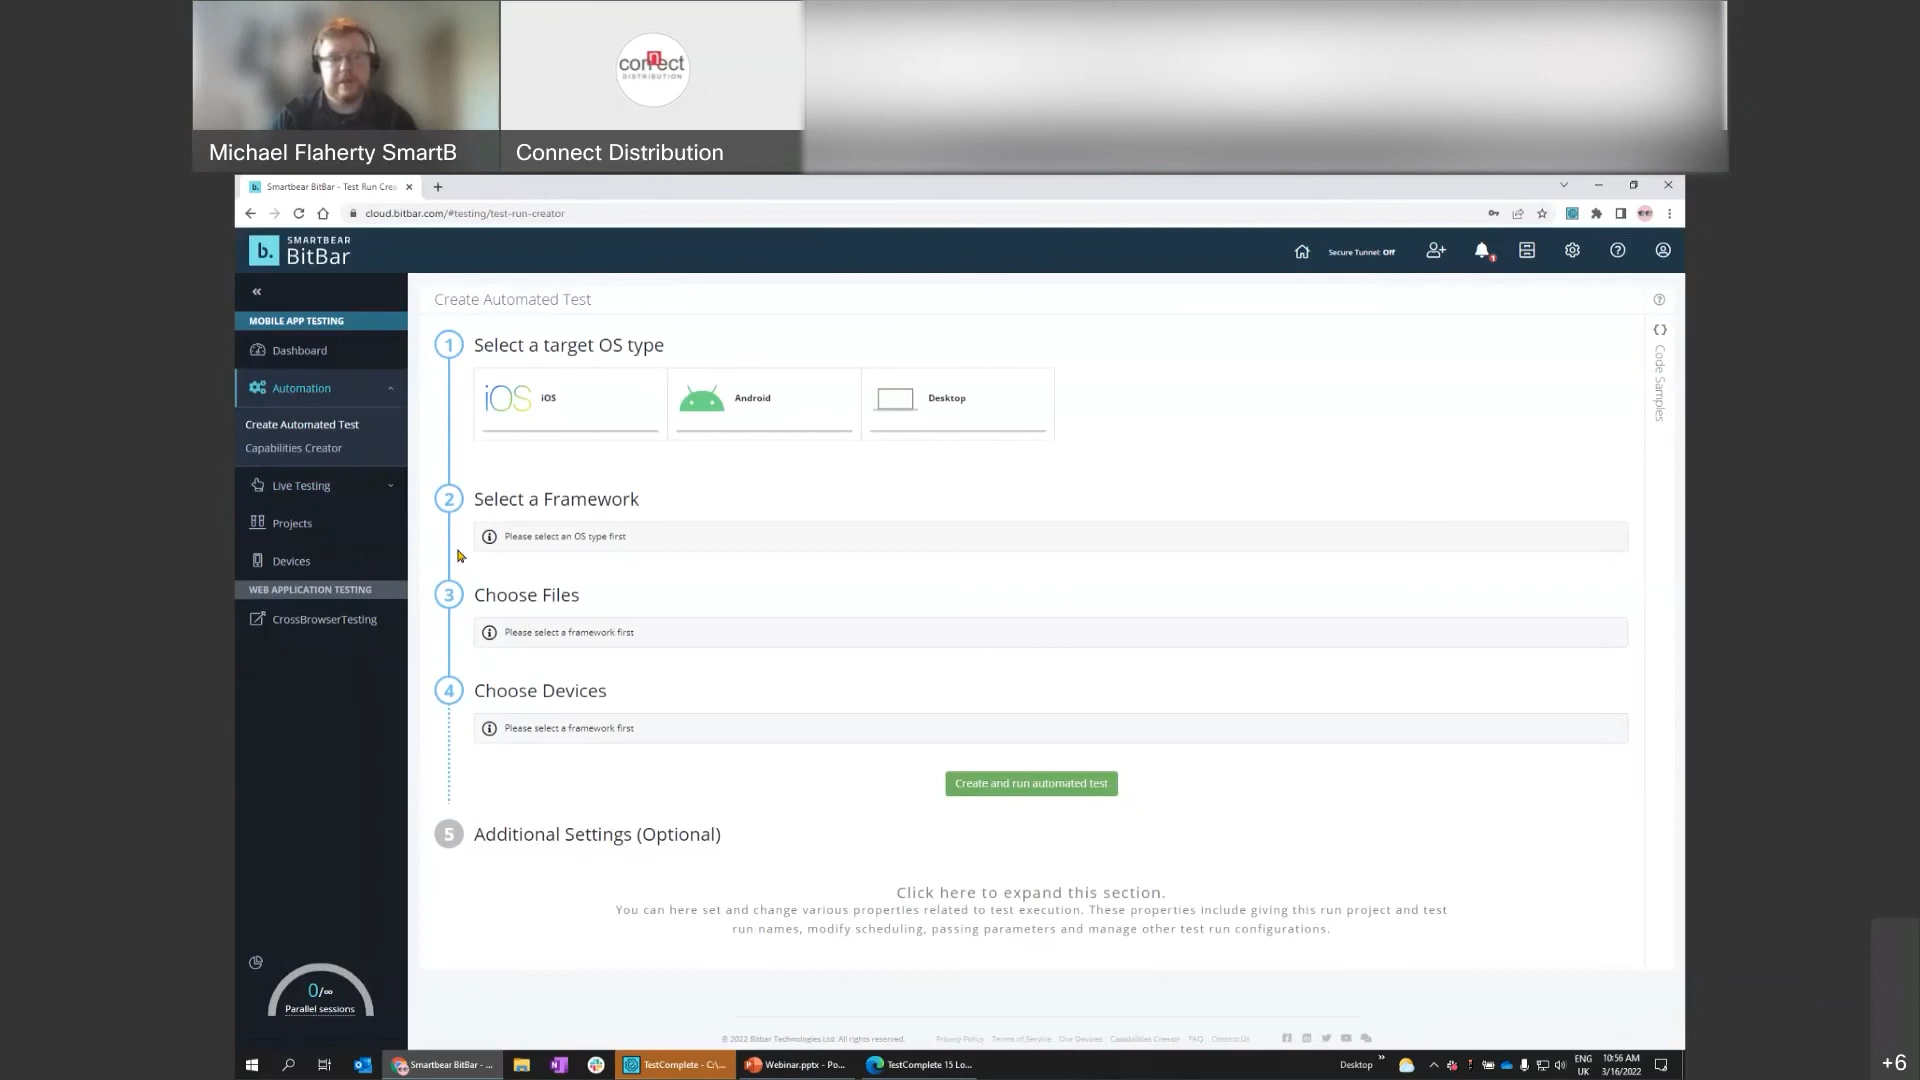 connect
DISTRIBUTION
Michael Flaherty SmartB
Connect Distribution
Smartbear BitBar - Test Run Crea
cloud.bitbar.com/#testing/test-run-creator
b.
SMARTBEAR
BitBar
Secure Tunnel: Off
MOBILE APP TESTING
Dashboard
Automation
Create Automated Test
Capabilities Creator
Live Testing
Projects
Devices
WEB APPLICATION TESTING
CrossBrowserTesting
0/∞
Parallel sessions
Create Automated Test
1 Select a target OS type
iOS iOS
Android
Desktop
2 Select a Framework
Please select an OS type first
3 Choose Files
Please select a framework first
4 Choose Devices
Please select a framework first
Create and run automated test
5 Additional Settings (Optional)
Click here to expand this section.
You can here set and change various properties related to test execution. These properties include giving this run project and test
run names, modify scheduling, passing parameters and manage other test run configurations.
{} Code Samples
© 2022 Bitbar Technologies Ltd. All rights reserved. Privacy Policy Terms of Service Our Devices Capabilities Creator FAQ Contact Us
Smartbear BitBar - ...
TestComplete - C:\...
Webinar.pptx - Po...
TestComplete 15 Lo...
Desktop
ENG
UK
10:56 AM
3/16/2022
+6